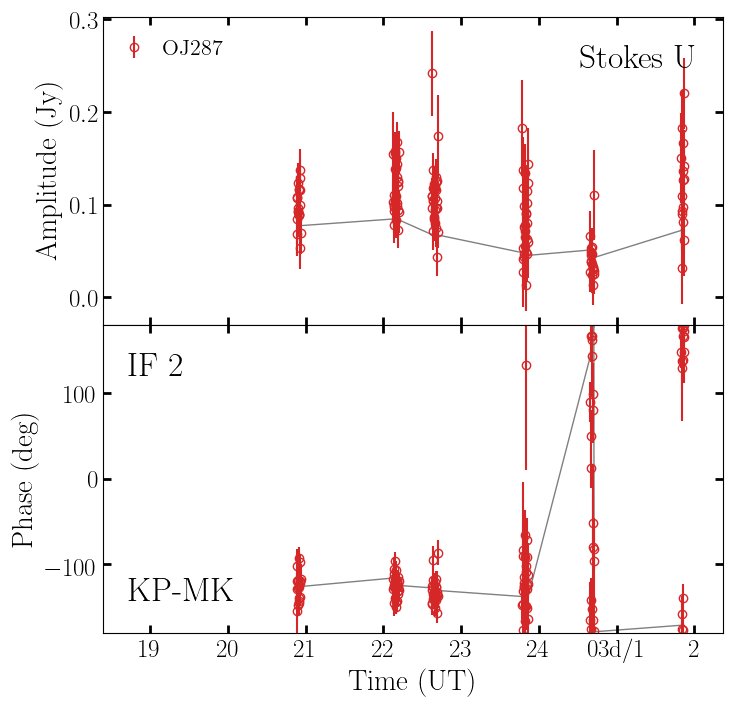 0.3
OJ287
Stokes U
0.2
0.1
0.0
Amplitude (Jy)
IF 2
100
0
−100
Phase (deg)
KP-MK
19 20 21 22 23 24 03d/1 2
Time (UT)